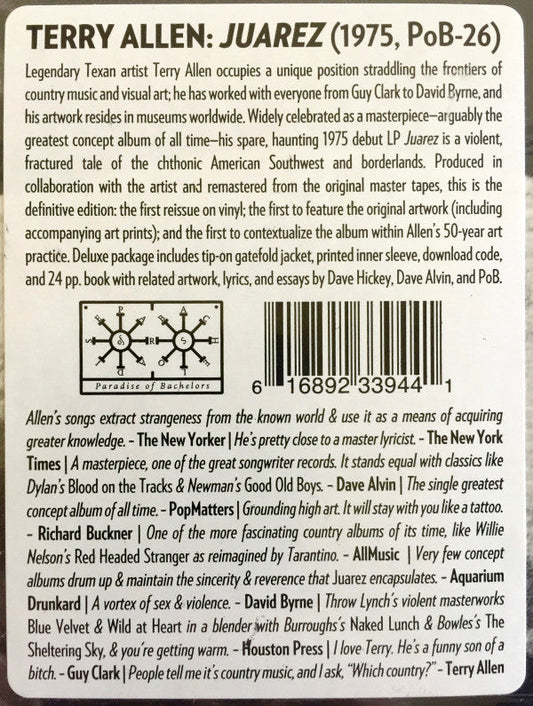 TERRY ALLEN: JUAREZ (1975, PoB-26)
Legendary Texan artist Terry Allen occupies a unique position straddling the frontiers of
country music and visual art; he has worked with everyone from Guy Clark to David Byrne, and
his artwork resides in museums worldwide. Widely celebrated as a masterpiece—arguably the
greatest concept album of all time—his spare, haunting 1975 debut LP Juarez is a violent,
fractured tale of the chthonic American Southwest and borderlands. Produced in
collaboration with the artist and remastered from the original master tapes, this is the
definitive edition: the first reissue on vinyl; the first to feature the original artwork (including
accompanying art prints); and the first to contextualize the album within Allen's 50-year art
practice. Deluxe package includes tip-on gatefold jacket, printed inner sleeve, download code,
and 24 pp. book with related artwork, lyrics, and essays by Dave Hickey, Dave Alvin, and PoB.
Paradise of Bachelors
6 16892 33944 1
Allen's songs extract strangeness from the known world & use it as a means of acquiring
greater knowledge. – The New Yorker | He's pretty close to a master lyricist. – The New York
Times | A masterpiece, one of the great songwriter records. It stands equal with classics like
Dylan's Blood on the Tracks & Newman's Good Old Boys. – Dave Alvin | The single greatest
concept album of all time. – PopMatters | Grounding high art. It will stay with you like a tattoo.
– Richard Buckner | One of the more fascinating country albums of its time, like Willie
Nelson's Red Headed Stranger as reimagined by Tarantino. – AllMusic | Very few concept
albums drum up & maintain the sincerity & reverence that Juarez encapsulates. – Aquarium
Drunkard | A vortex of sex & violence. – David Byrne | Throw Lynch's violent masterworks
Blue Velvet & Wild at Heart in a blender with Burroughs's Naked Lunch & Bowles's The
Sheltering Sky, & you're getting warm. – Houston Press | I love Terry. He's a funny son of a
bitch. – Guy Clark | People tell me it's country music, and I ask, "Which country?" – Terry Allen